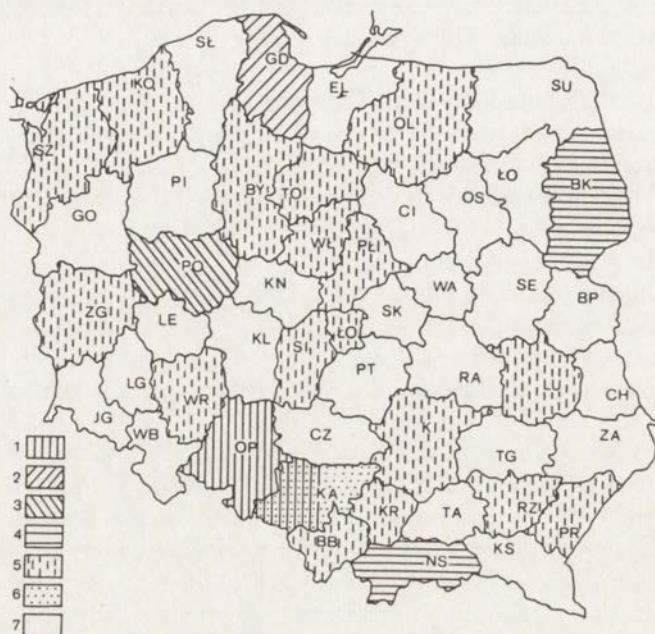 SŁ
GD
KO
EL
SU
OL
SZ
BY
TO
PI
ŁO
BK
OS
GO
CI
WŁ
PŁ
PO
KN
WA
SE
BP
ZG
LE
SK
KL
SI
ŁO
PT
RA
LU
CH
LG
WR
JG
WB
CZ
KI
ZA
OP
TG
KA
KR
TA
RZ
PR
BB
NS
KS
1
2
3
4
5
6
7